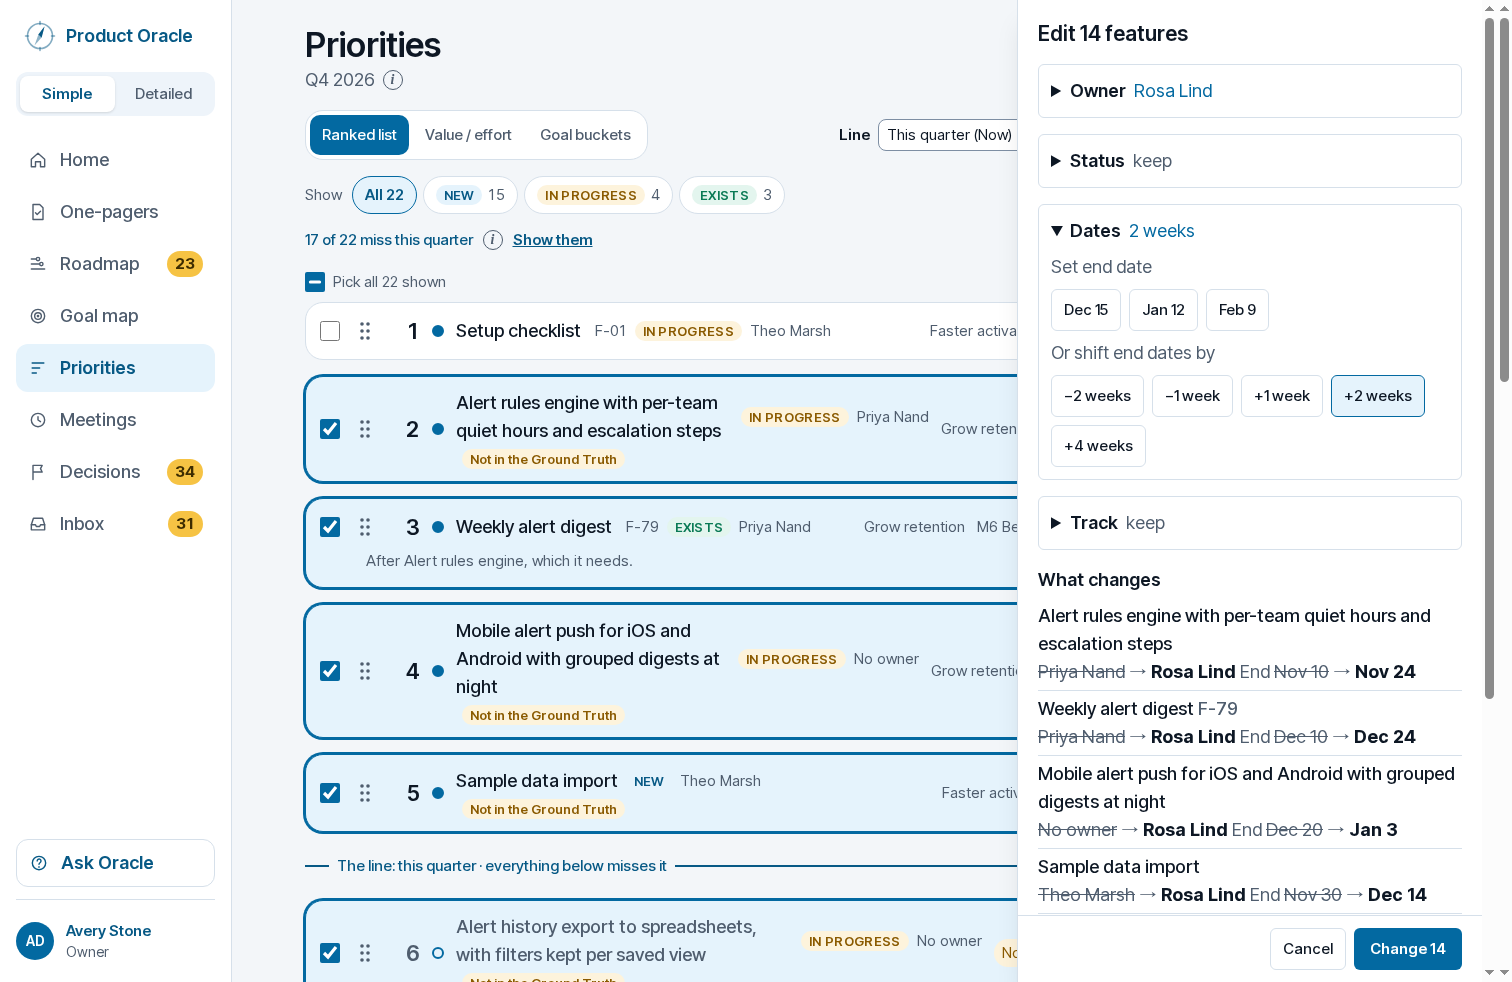 Product Oracle
Simple
Detailed
Home
One-pagers
Roadmap 23
Goal map
Priorities
Meetings
Decisions 34
Inbox 31
Ask Oracle
AD
Avery Stone
Owner
Priorities
Q4 2026 i
Ranked list
Value / effort
Goal buckets
Line
This quarter (Now)
Show
All 22
NEW 15
IN PROGRESS 4
EXISTS 3
17 of 22 miss this quarter i Show them
Pick all 22 shown
1 Setup checklist F-01 IN PROGRESS Theo Marsh Faster activa
2 Alert rules engine with per-team
quiet hours and escalation steps
IN PROGRESS Priya Nand Grow reten
Not in the Ground Truth
3 Weekly alert digest F-79 EXISTS Priya Nand Grow retention M6 Be
After Alert rules engine, which it needs.
4 Mobile alert push for iOS and
Android with grouped digests at
night
IN PROGRESS No owner Grow retenti
Not in the Ground Truth
5 Sample data import NEW Theo Marsh Faster activ
Not in the Ground Truth
The line: this quarter · everything below misses it
6 Alert history export to spreadsheets,
with filters kept per saved view
IN PROGRESS No owner No
Not in the Ground Truth
Edit 14 features
Owner Rosa Lind
Status keep
Dates 2 weeks
Set end date
Dec 15
Jan 12
Feb 9
Or shift end dates by
−2 weeks
−1 week
+1 week
+2 weeks
+4 weeks
Track keep
What changes
Alert rules engine with per-team quiet hours and
escalation steps
Priya Nand → Rosa Lind End Nov 10 → Nov 24
Weekly alert digest F-79
Priya Nand → Rosa Lind End Dec 10 → Dec 24
Mobile alert push for iOS and Android with grouped
digests at night
No owner → Rosa Lind End Dec 20 → Jan 3
Sample data import
Theo Marsh → Rosa Lind End Nov 30 → Dec 14
Cancel
Change 14